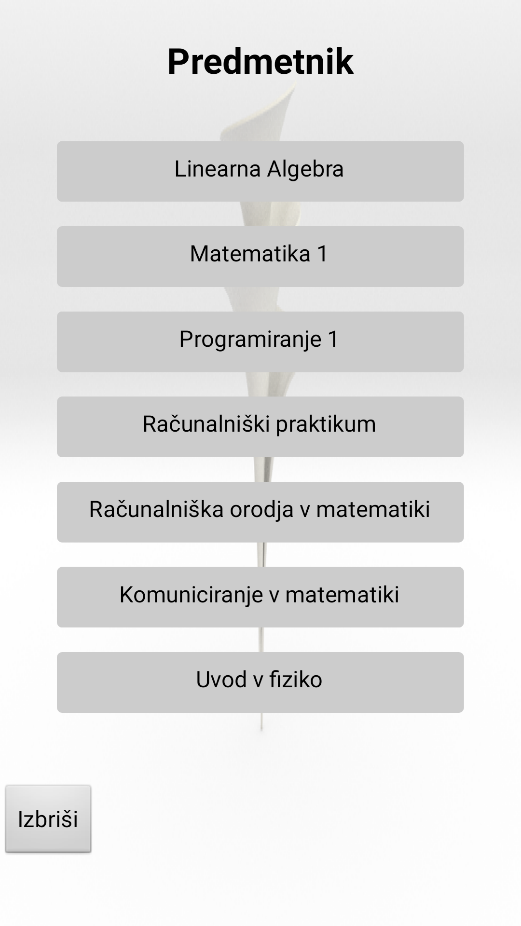 Predmetnik
Linearna Algebra
Matematika 1
Programiranje 1
Računalniški praktikum
Računalniška orodja v matematiki
Komuniciranje v matematiki
Uvod v fiziko
Izbriši